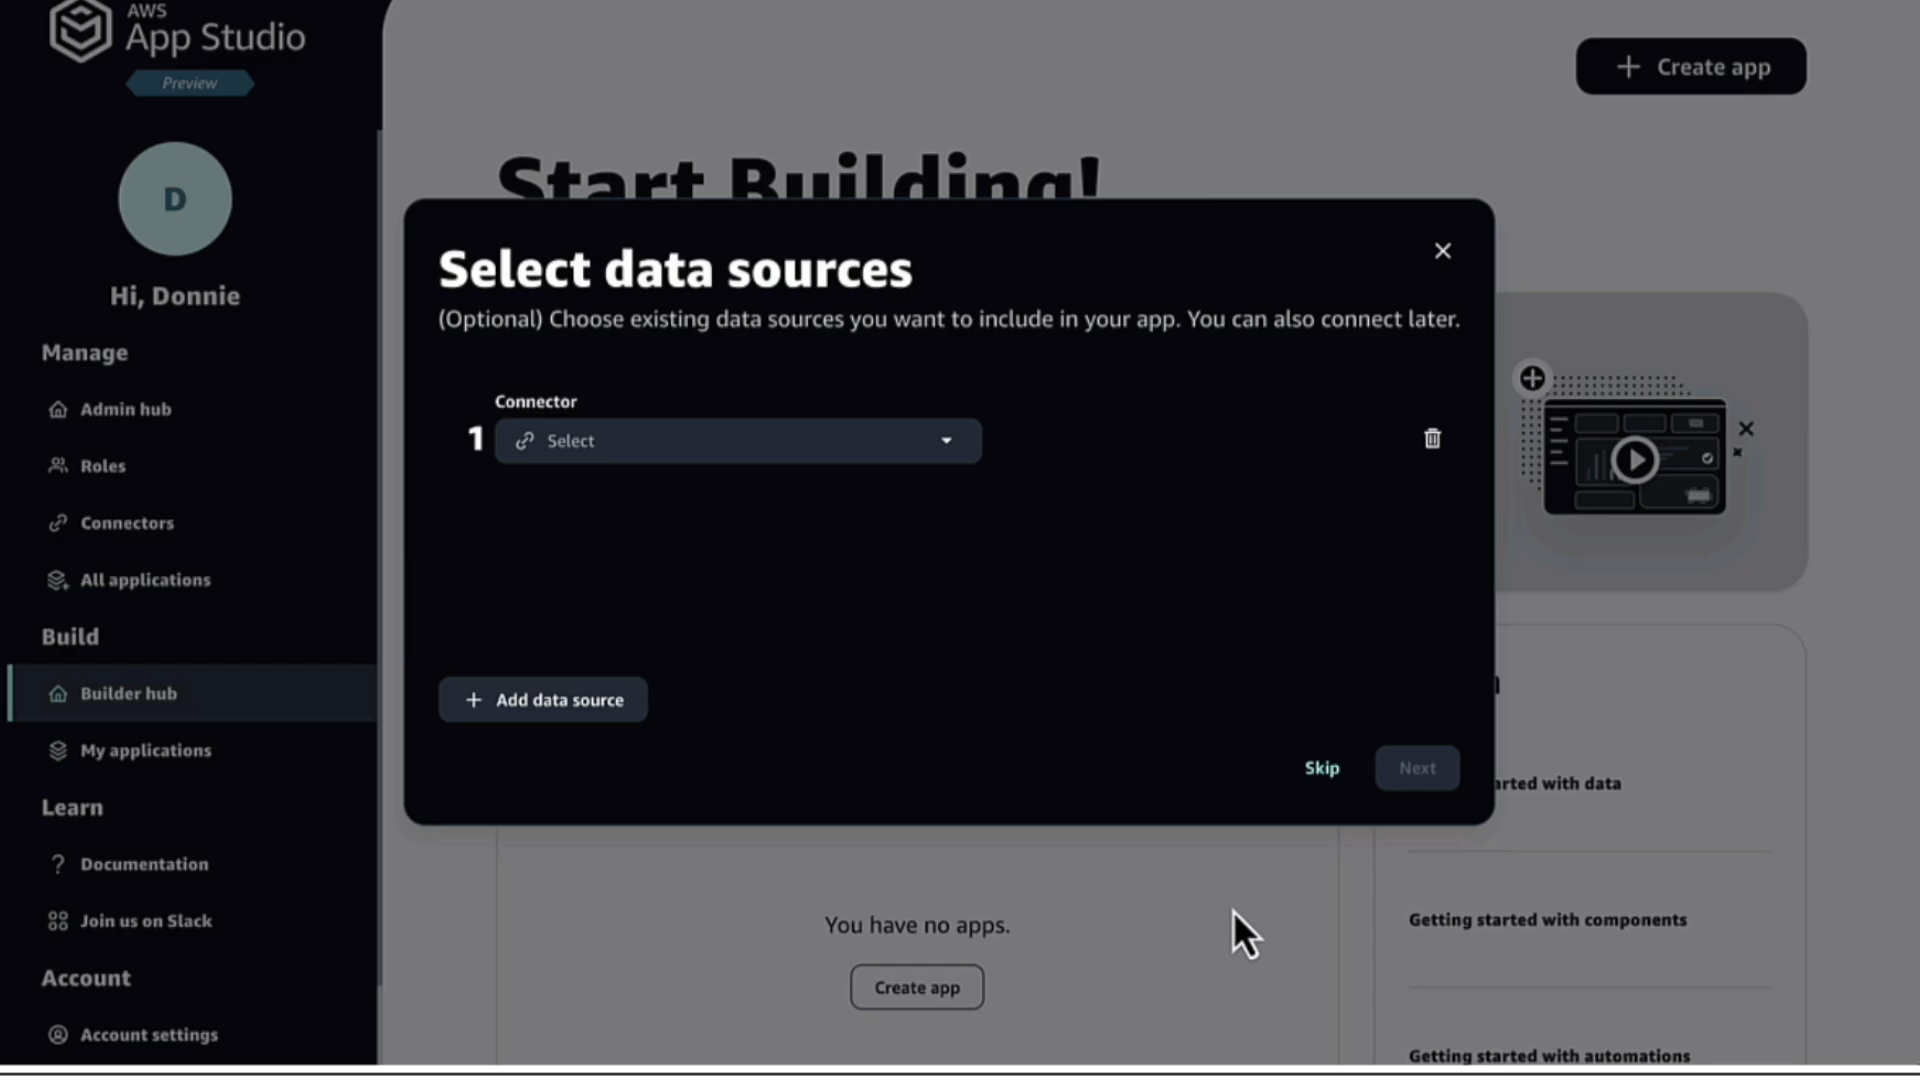 AWS
App Studio
Preview
D
Hi, Donnie
Manage
Admin hub
Roles
Connectors
All applications
Build
Builder hub
My applications
Learn
Documentation
Join us on Slack
Account
Account settings
+ Create app
Start Building!
Select data sources
(Optional) Choose existing data sources you want to include in your app. You can also connect later.
Connector
1 Select
+ Add data source
Skip
Next
You have no apps.
Create app
with data
Getting started with components
Getting started with automations